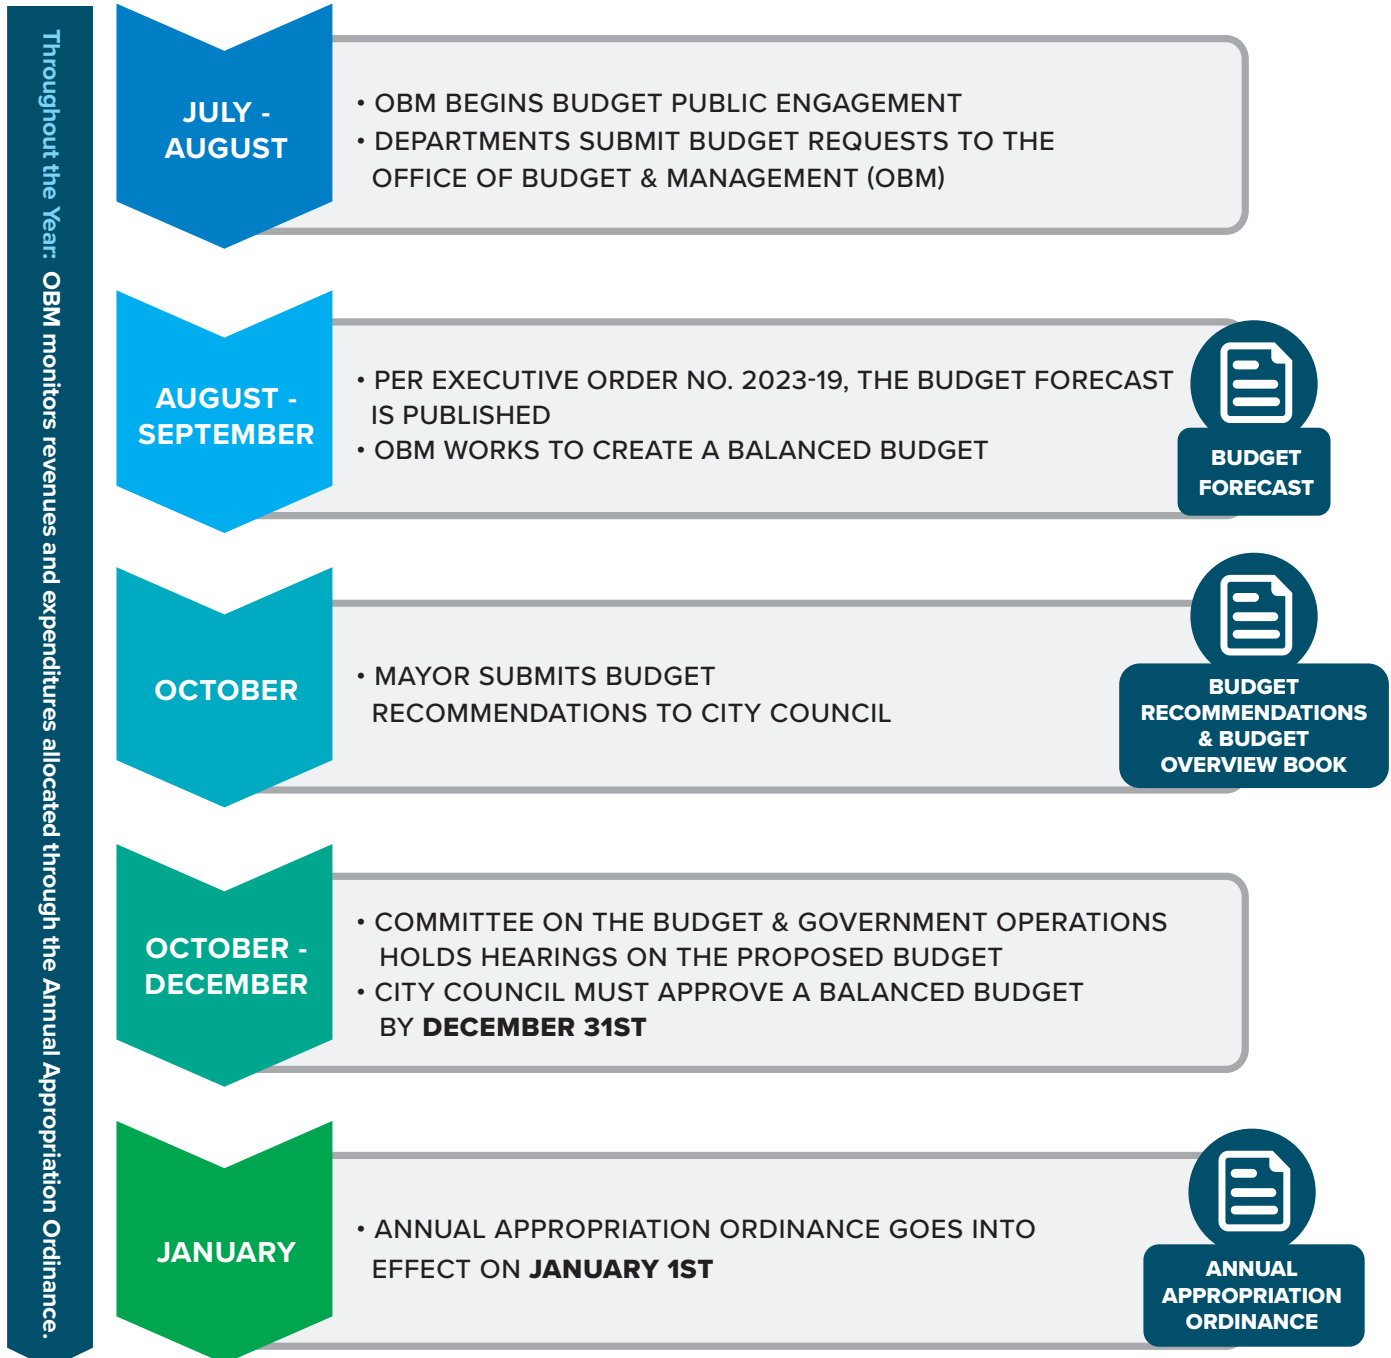 Throughout the Year: OBM monitors revenues and expenditures allocated through the Annual Appropriation Ordinance.
JULY -
AUGUST
• OBM BEGINS BUDGET PUBLIC ENGAGEMENT
• DEPARTMENTS SUBMIT BUDGET REQUESTS TO THE
OFFICE OF BUDGET & MANAGEMENT (OBM)
AUGUST -
SEPTEMBER
• PER EXECUTIVE ORDER NO. 2023-19, THE BUDGET FORECAST
IS PUBLISHED
• OBM WORKS TO CREATE A BALANCED BUDGET
BUDGET
FORECAST
OCTOBER
• MAYOR SUBMITS BUDGET
RECOMMENDATIONS TO CITY COUNCIL
BUDGET
RECOMMENDATIONS
& BUDGET
OVERVIEW BOOK
OCTOBER -
DECEMBER
• COMMITTEE ON THE BUDGET & GOVERNMENT OPERATIONS
HOLDS HEARINGS ON THE PROPOSED BUDGET
• CITY COUNCIL MUST APPROVE A BALANCED BUDGET
BY DECEMBER 31ST
JANUARY
• ANNUAL APPROPRIATION ORDINANCE GOES INTO
EFFECT ON JANUARY 1ST
ANNUAL
APPROPRIATION
ORDINANCE